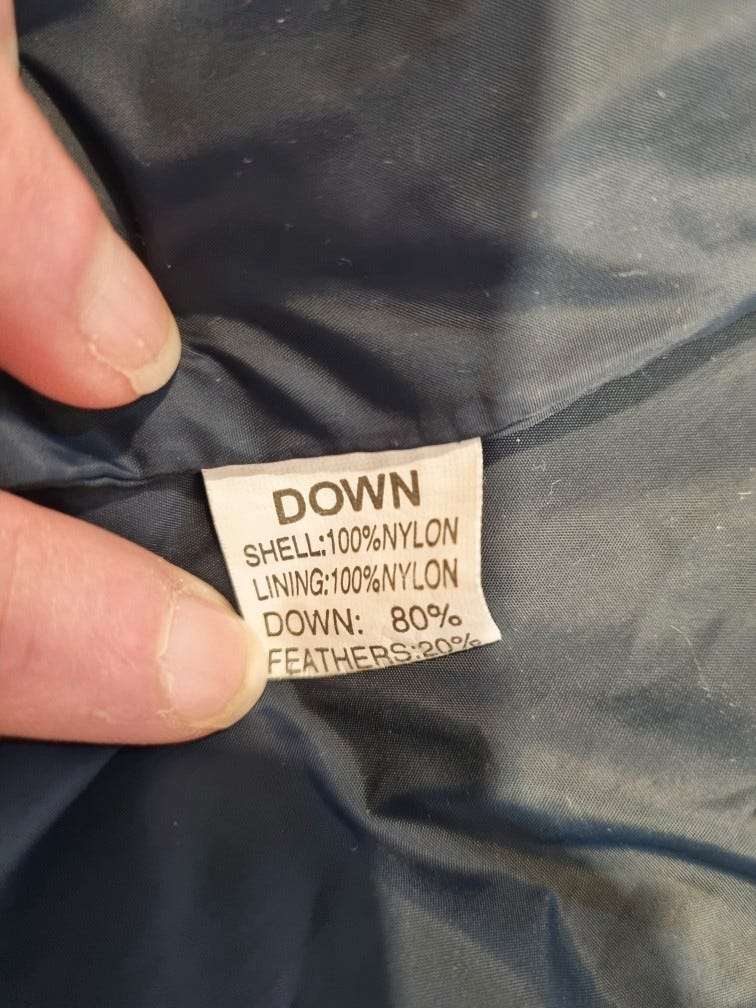 DOWN
SHELL:100%NYLON
LINING:100%NYLON
DOWN: 80%
FEATHERS:20%